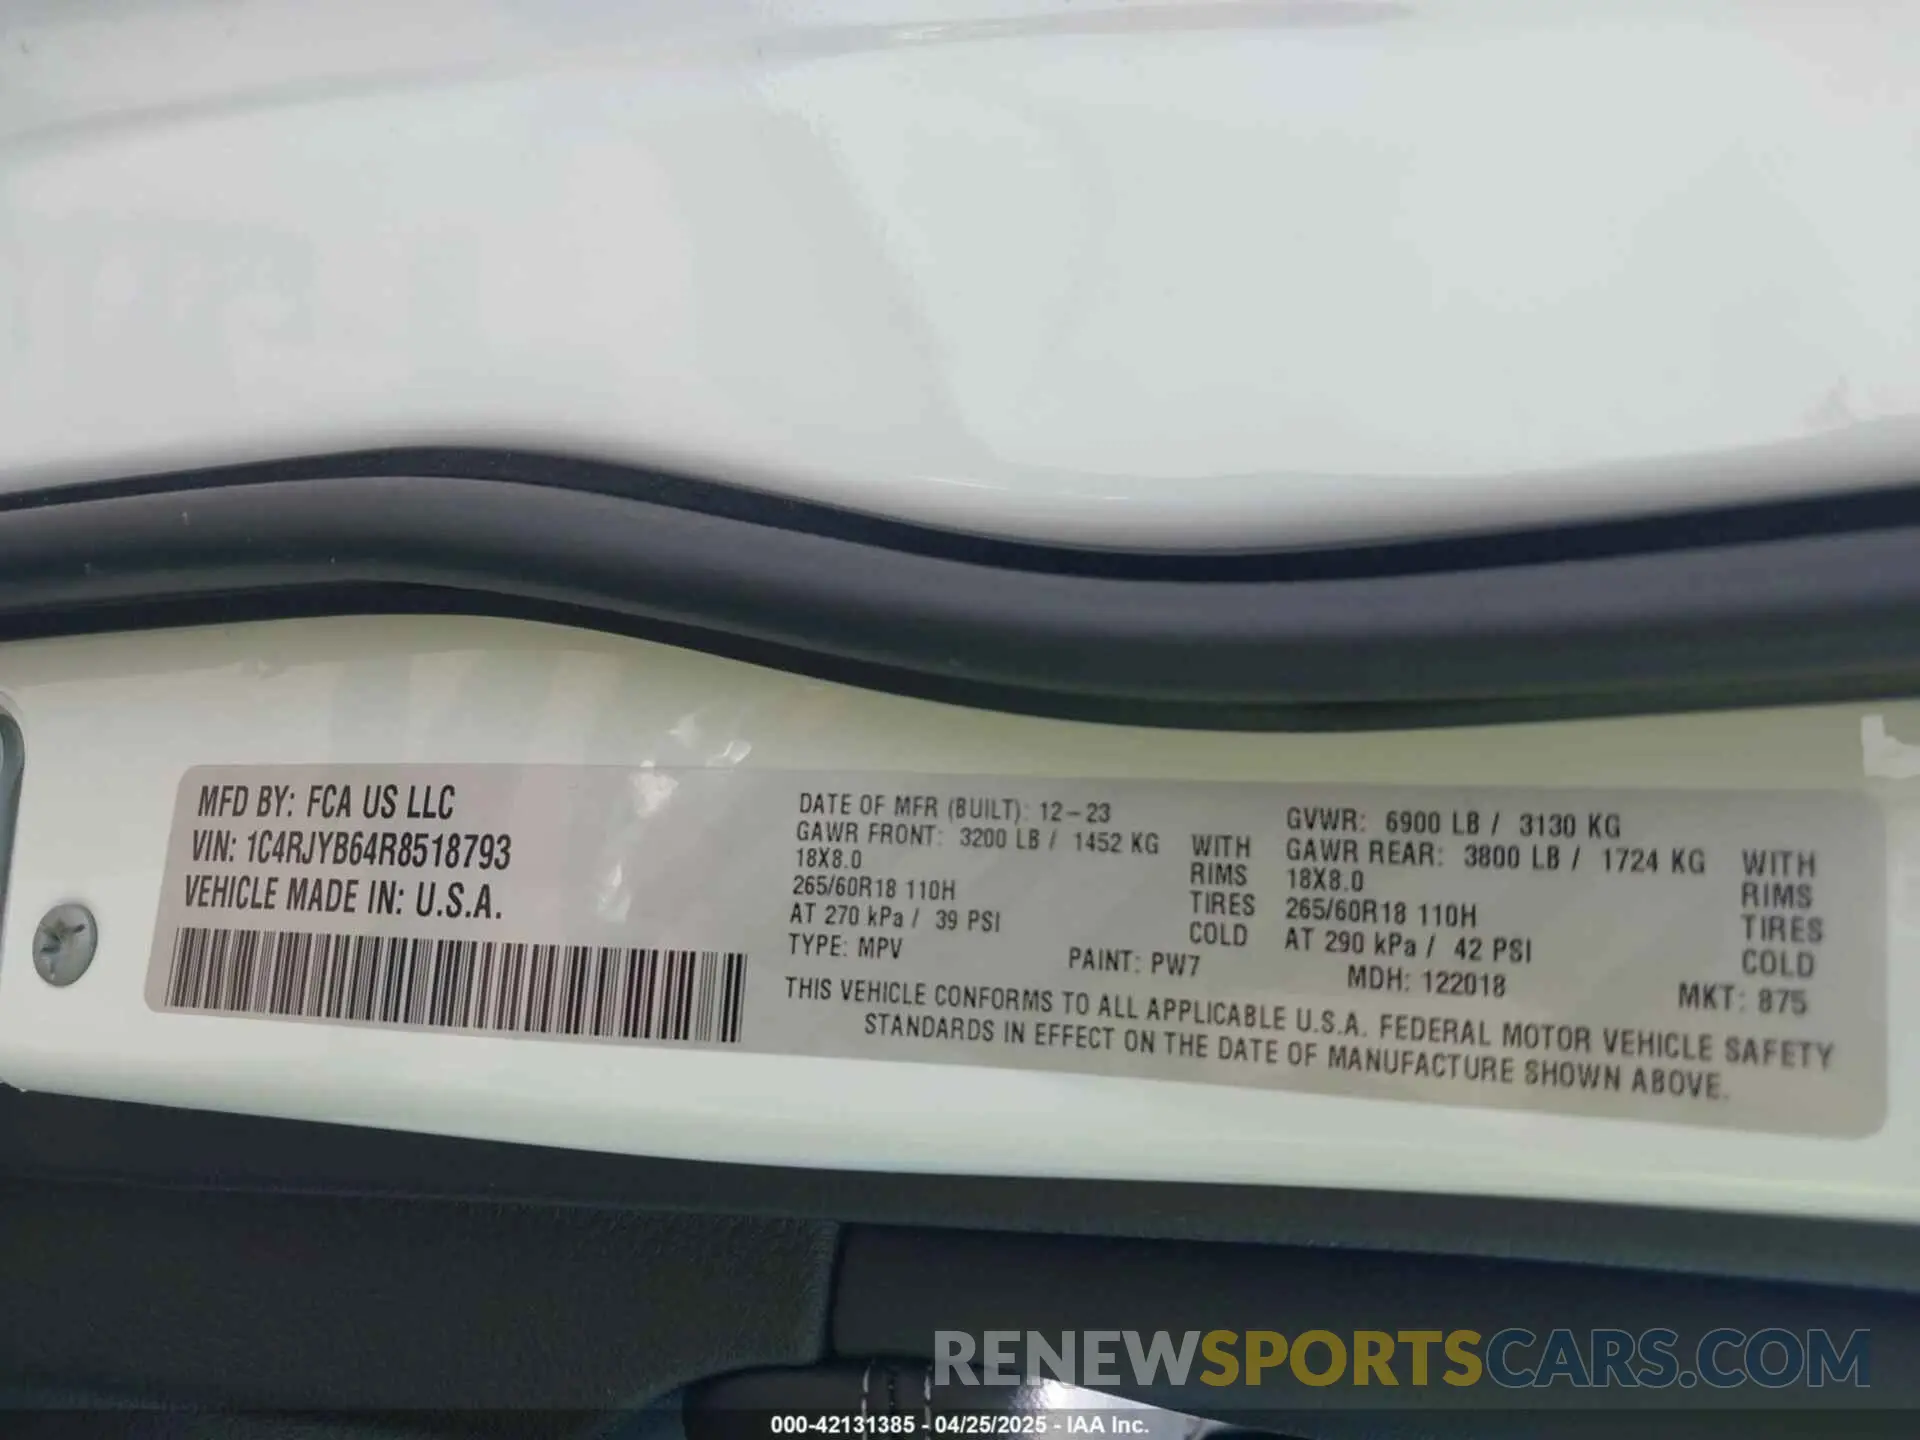 MFD BY: FCA US LLC
VIN: 1C4RJYB64R8518793
VEHICLE MADE IN: U.S.A.
DATE OF MFR (BUILT): 12-23
GAWR FRONT: 3200 LB / 1452 KG WITH
18X8.0 RIMS
265/60R18 110H TIRES
AT 270 kPa / 39 PSI COLD
GVWR: 6900 LB / 3130 KG
GAWR REAR: 3800 LB / 1724 KG WITH
18X8.0 RIMS
265/60R18 110H TIRES
AT 290 kPa / 42 PSI COLD
TYPE: MPV PAINT: PW7 MDH: 122018 MKT: 875
THIS VEHICLE CONFORMS TO ALL APPLICABLE U.S.A. FEDERAL MOTOR VEHICLE SAFETY
STANDARDS IN EFFECT ON THE DATE OF MANUFACTURE SHOWN ABOVE.
RENEWSPORTSCARS.COM
000-42131385 - 04/25/2025 - IAA Inc.